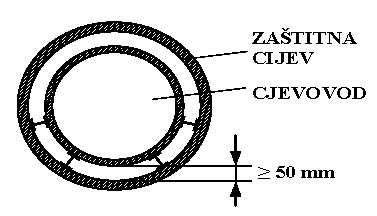 ZAŠTITNA
CIJEV
CJEVOVOD
≥ 50 mm